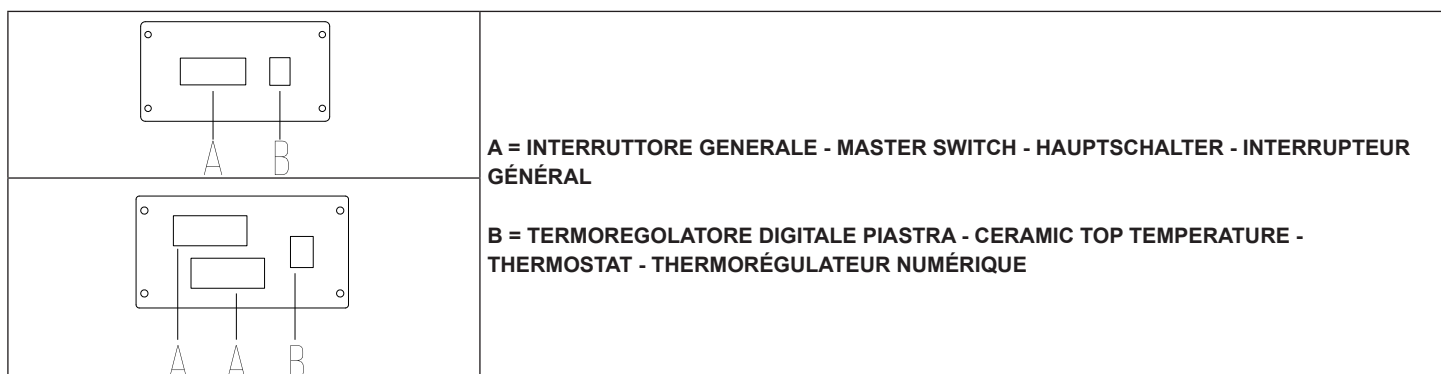 A B
A = INTERRUTTORE GENERALE - MASTER SWITCH - HAUPTSCHALTER - INTERRUPTEUR
GÉNÉRAL
B = TERMOREGOLATORE DIGITALE PIASTRA - CERAMIC TOP TEMPERATURE -
THERMOSTAT - THERMORÉGULATEUR NUMÉRIQUE
A A B